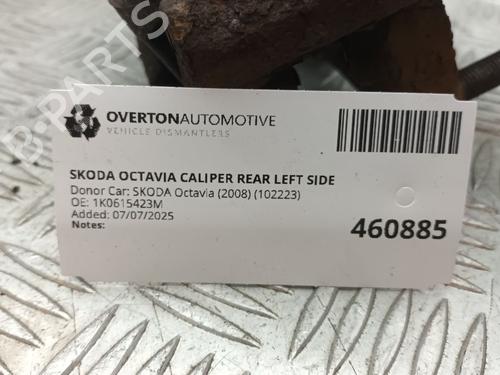 B-PARTS
OVERTONAUTOMOTIVE
VEHICLE DISMANTLERS
SKODA OCTAVIA CALIPER REAR LEFT SIDE
Donor Car: SKODA Octavia (2008) (102223)
OE: 1K0615423M
Added: 07/07/2025
Notes:
460885